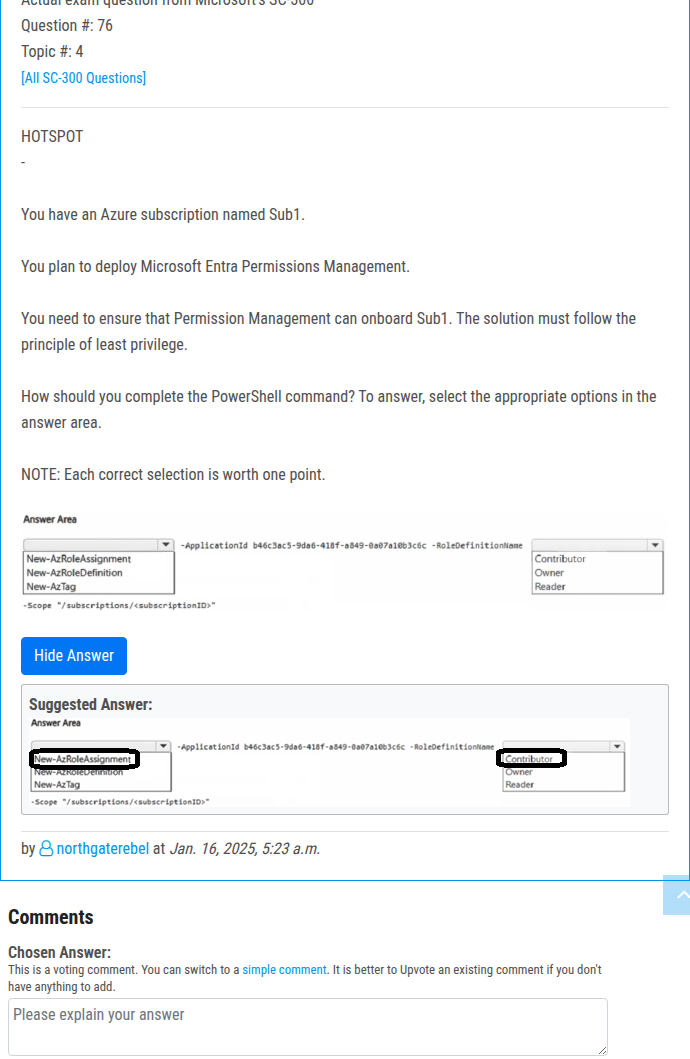 Actual exam question from Microsoft's SC-300
Question #: 76
Topic #: 4
[All SC-300 Questions]
HOTSPOT
-
You have an Azure subscription named Sub1.
You plan to deploy Microsoft Entra Permissions Management.
You need to ensure that Permission Management can onboard Sub1. The solution must follow the
principle of least privilege.
How should you complete the PowerShell command? To answer, select the appropriate options in the
answer area.
NOTE: Each correct selection is worth one point.
Answer Area
-ApplicationId b46c3ac5-9da6-418f-a849-0a07a10b3c6c -RoleDefinitionName
New-AzRoleAssignment Contributor
New-AzRoleDefinition Owner
New-AzTag Reader
-Scope "/subscriptions/<subscriptionID>"
Hide Answer
Suggested Answer:
Answer Area
-ApplicationId b46c3ac5-9da6-418f-a849-0a07a10b3c6c -RoleDefinitionName
New-AzRoleAssignment Contributor
New-AzRoleDefinition Owner
New-AzTag Reader
-Scope "/subscriptions/<subscriptionID>"
by northgaterebel at Jan. 16, 2025, 5:23 a.m.
Comments
Chosen Answer:
This is a voting comment. You can switch to a simple comment. It is better to Upvote an existing comment if you don't
have anything to add.
Please explain your answer